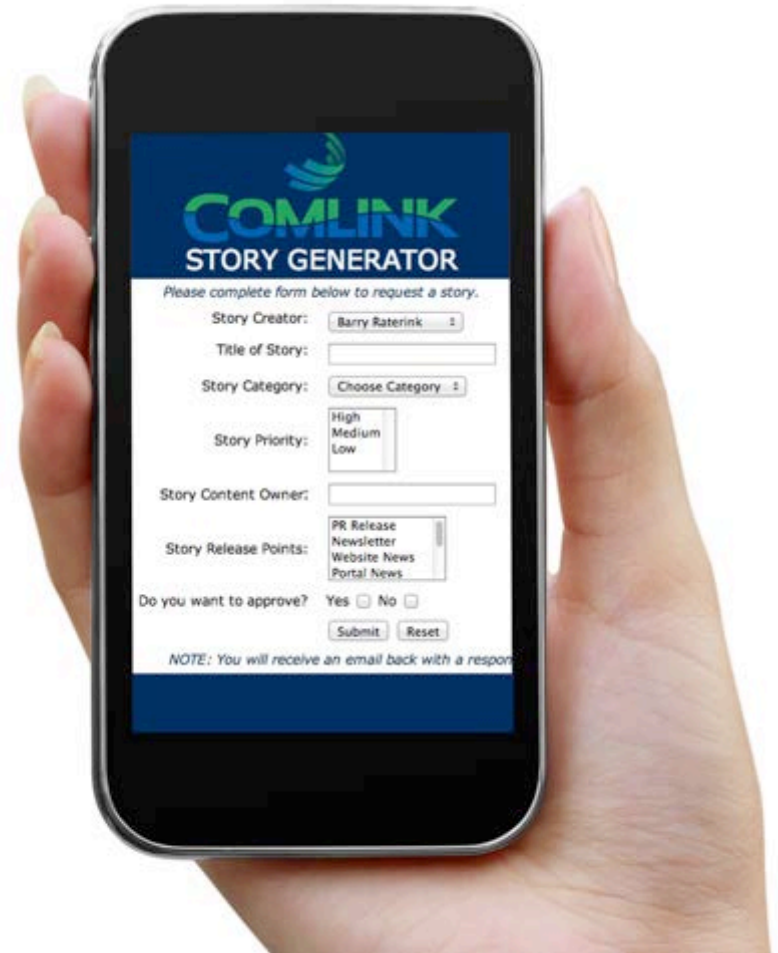 COMLINK
STORY GENERATOR
Please complete form below to request a story.
Story Creator: Barry Raterink
Title of Story:
Story Category: Choose Category
Story Priority: High
Medium
Low
Story Content Owner:
Story Release Points: PR Release
Newsletter
Website News
Portal News
Do you want to approve? Yes No
Submit Reset
NOTE: You will receive an email back with a respon